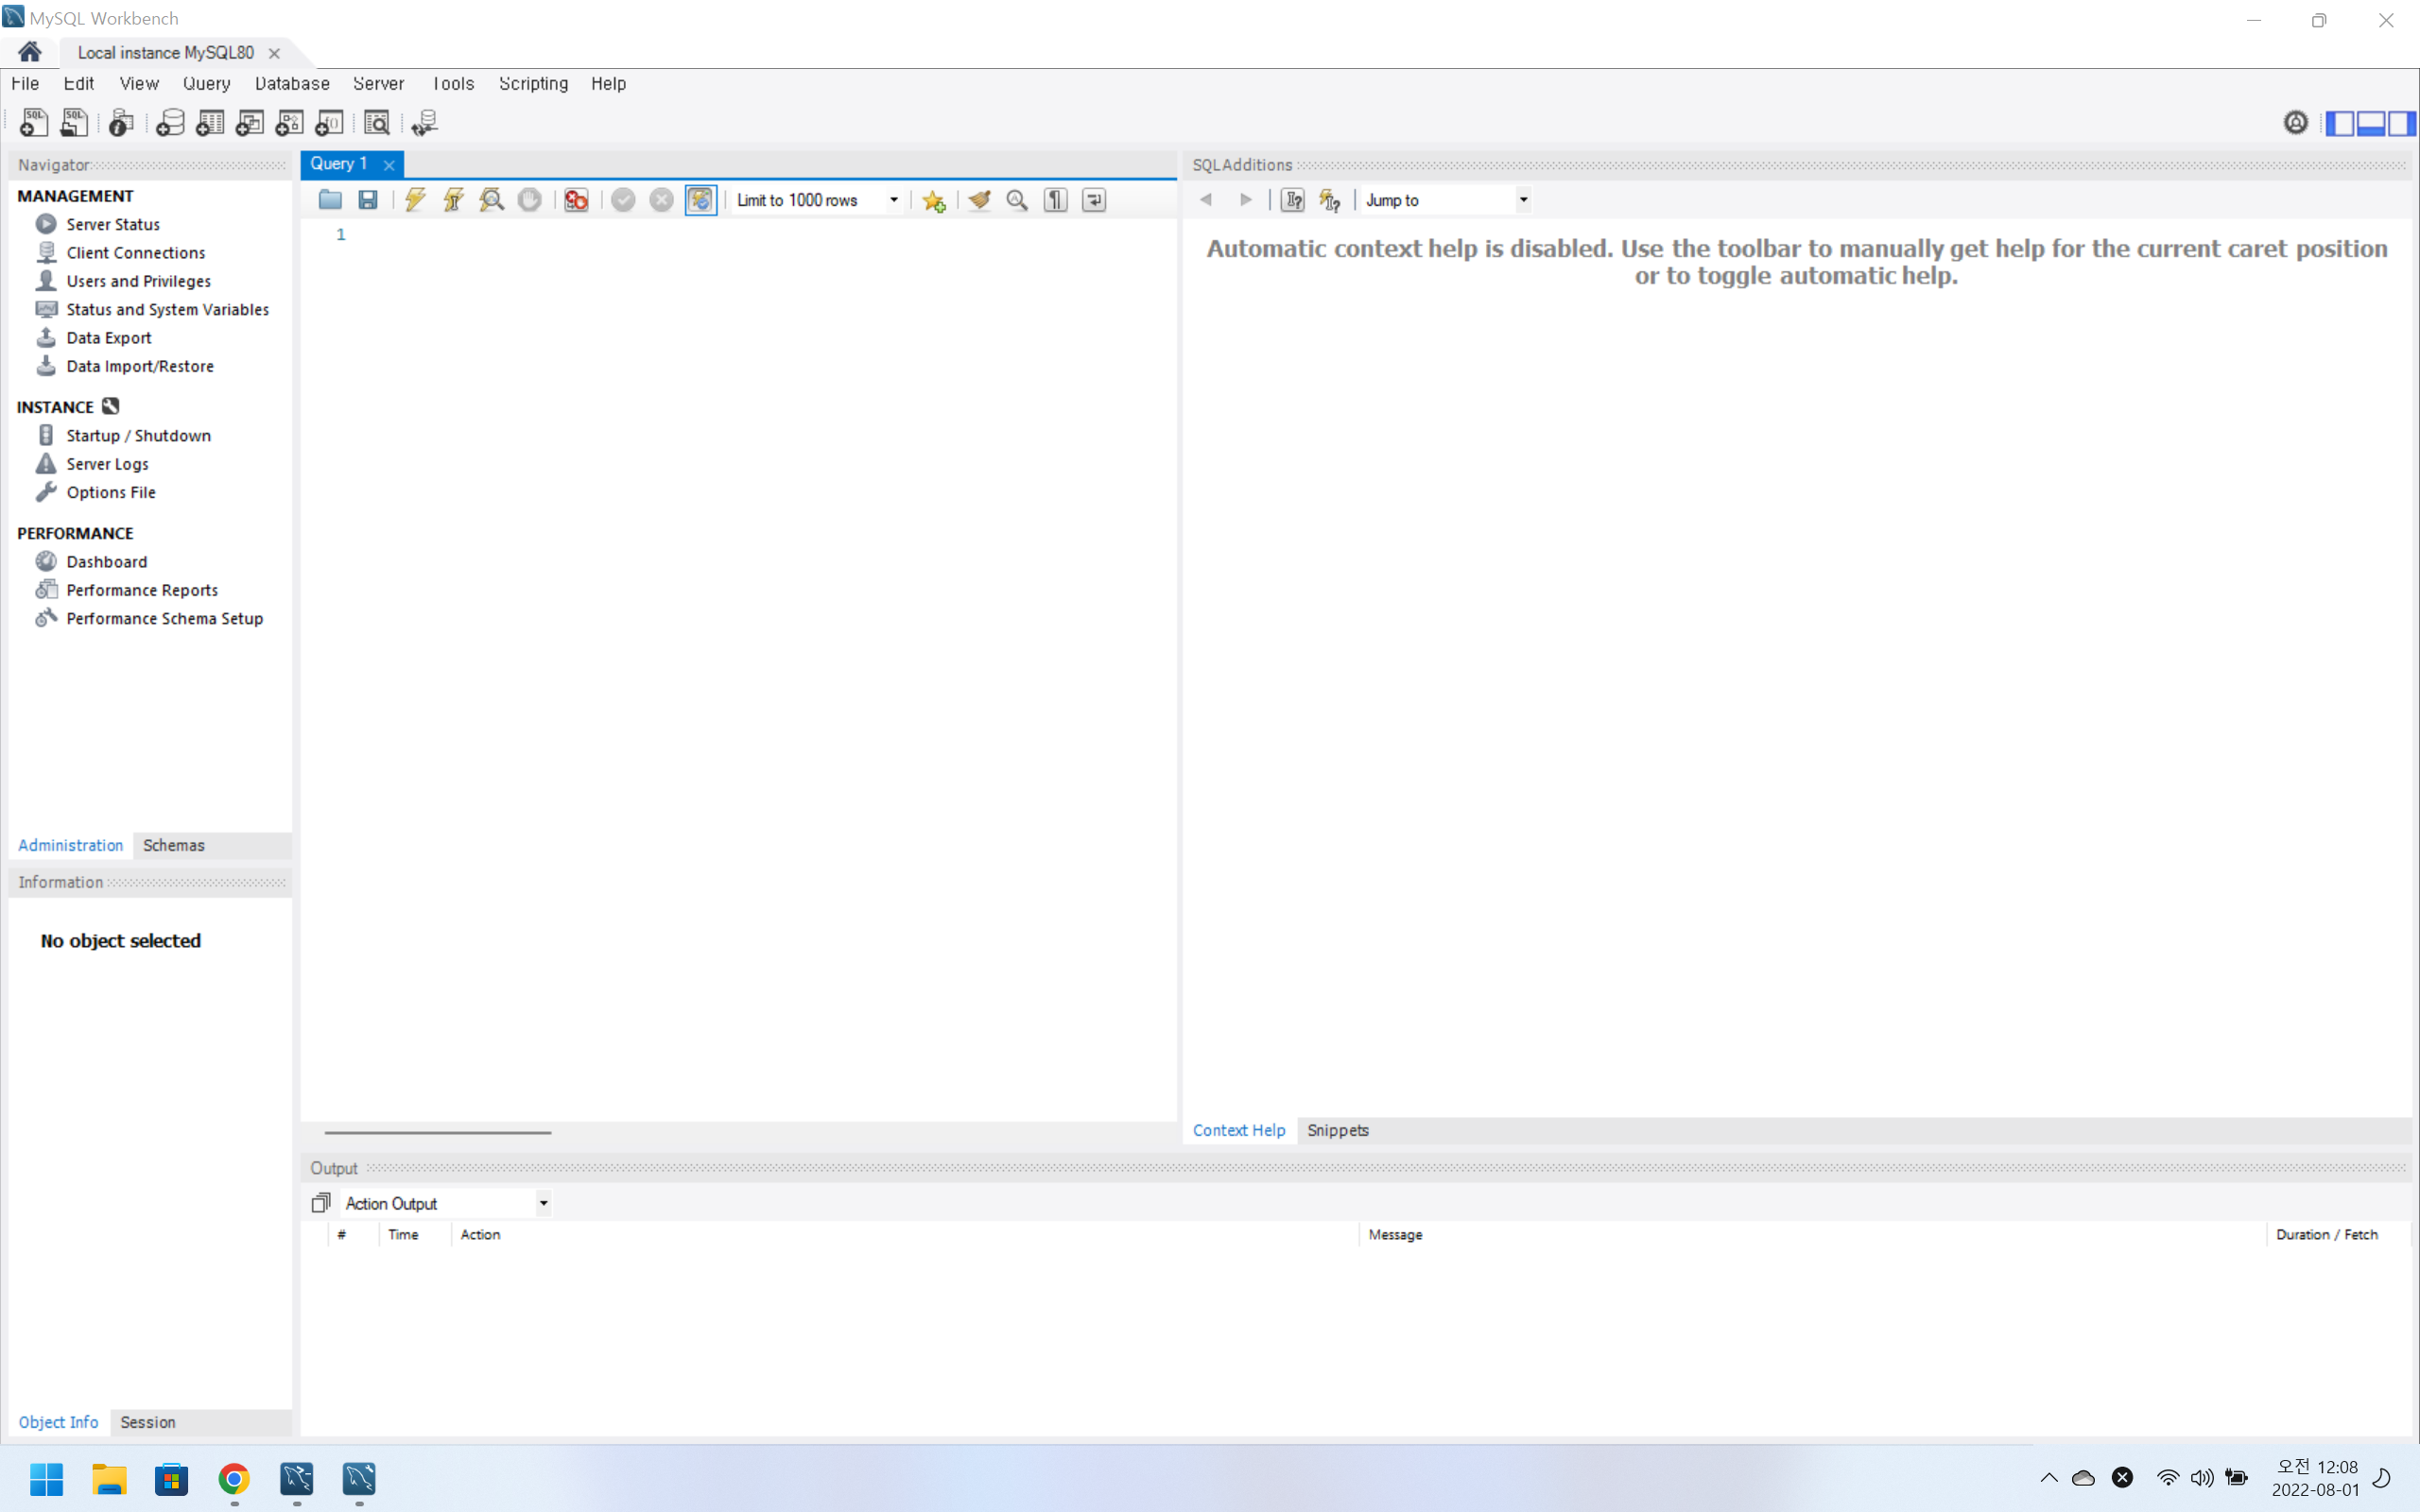 MySQL Workbench
Local instance MySQL80
File Edit View Query Database Server Tools Scripting Help
Navigator
MANAGEMENT
Server Status
Client Connections
Users and Privileges
Status and System Variables
Data Export
Data Import/Restore
INSTANCE
Startup / Shutdown
Server Logs
Options File
PERFORMANCE
Dashboard
Performance Reports
Performance Schema Setup
Administration Schemas
Information
No object selected
Object Info Session
Query 1
Limit to 1000 rows
1
SQLAdditions
Jump to
Automatic context help is disabled. Use the toolbar to manually get help for the current caret position
or to toggle automatic help.
Context Help Snippets
Output
Action Output
# Time Action Message Duration / Fetch
오전 12:08
2022-08-01